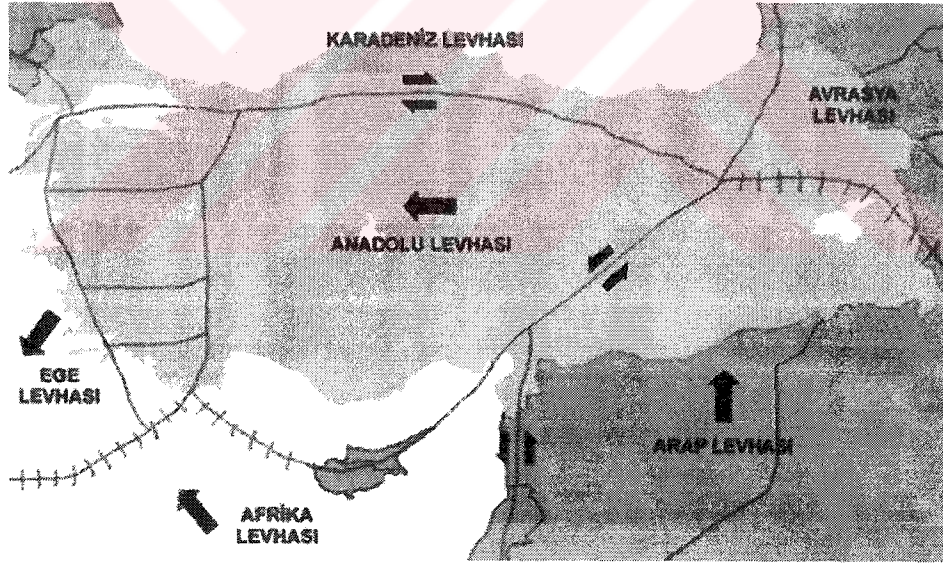 KARADENİZ LEVHASI
AVRASYA
LEVHASI
ANADOLU LEVHASI
EGE
LEVHASI
ARAP LEVHASI
AFRİKA
LEVHASI